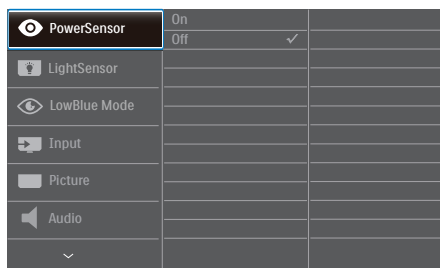 PowerSensor
On
Off
LightSensor
LowBlue Mode
Input
Picture
Audio